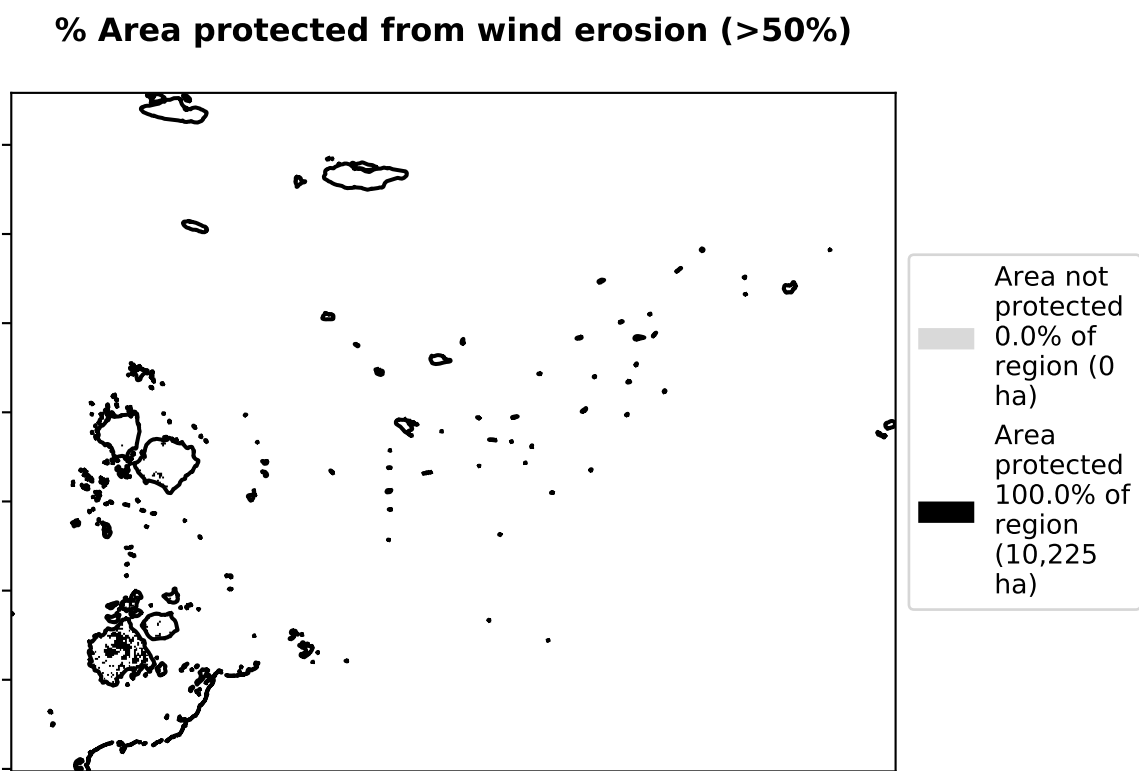 % Area protected from wind erosion (>50%)
Area not
protected
0.0% of
region (0
ha)
Area
protected
100.0% of
region
(10,225
ha)